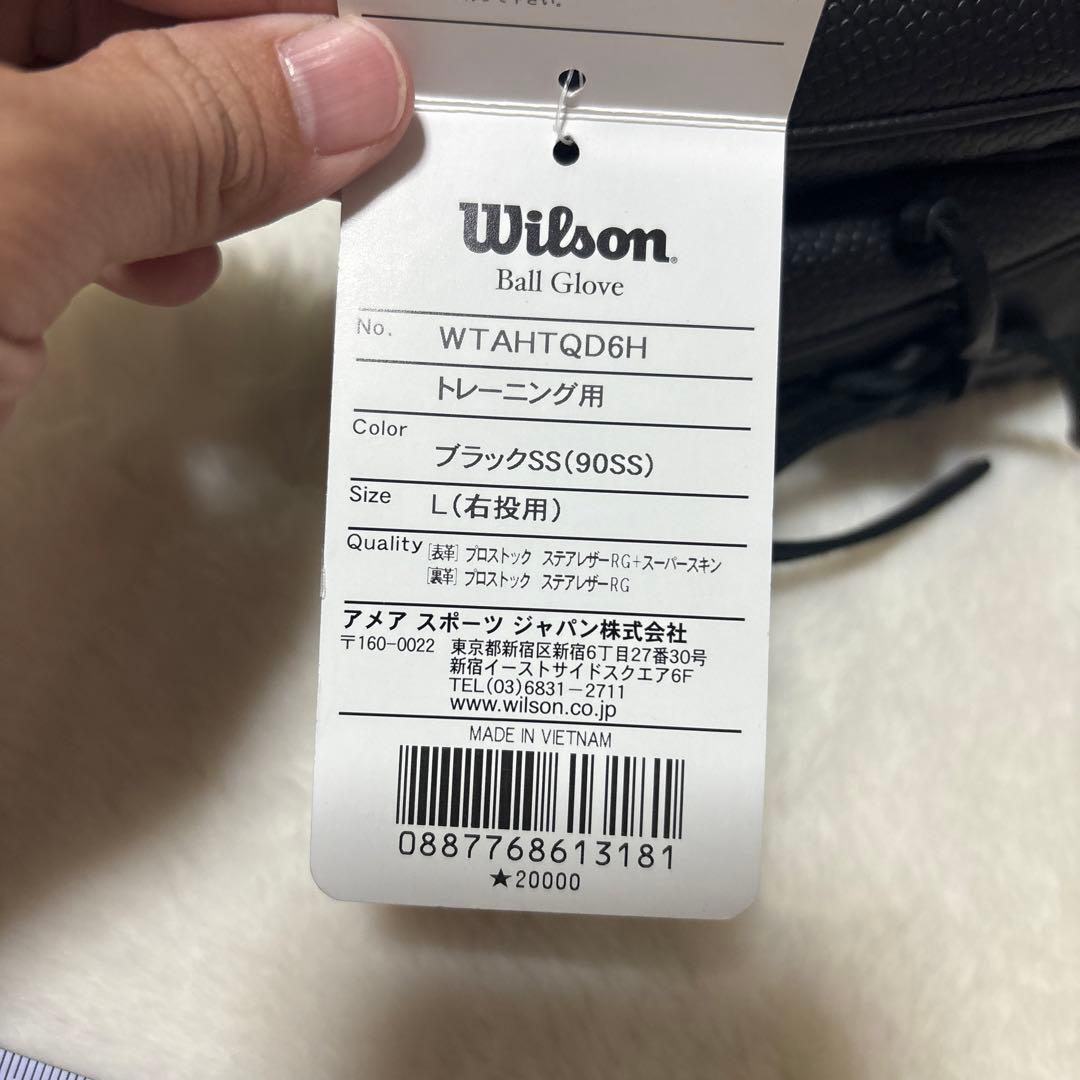 下さい。
Wilson
Ball Glove
No. WTAHTQD6H
トレーニング用
Color ブラックSS(90SS)
Size L(右投用)
Quality [表革] プロストック ステアレザーRG+スーパースキン
[裏革] プロストック ステアレザーRG
アメア スポーツ ジャパン株式会社
〒160-0022 東京都新宿区新宿6丁目27番30号
新宿イーストサイドスクエア6F
TEL(03)6831-2711
www.wilson.co.jp
MADE IN VIETNAM
0887768613181
★20000